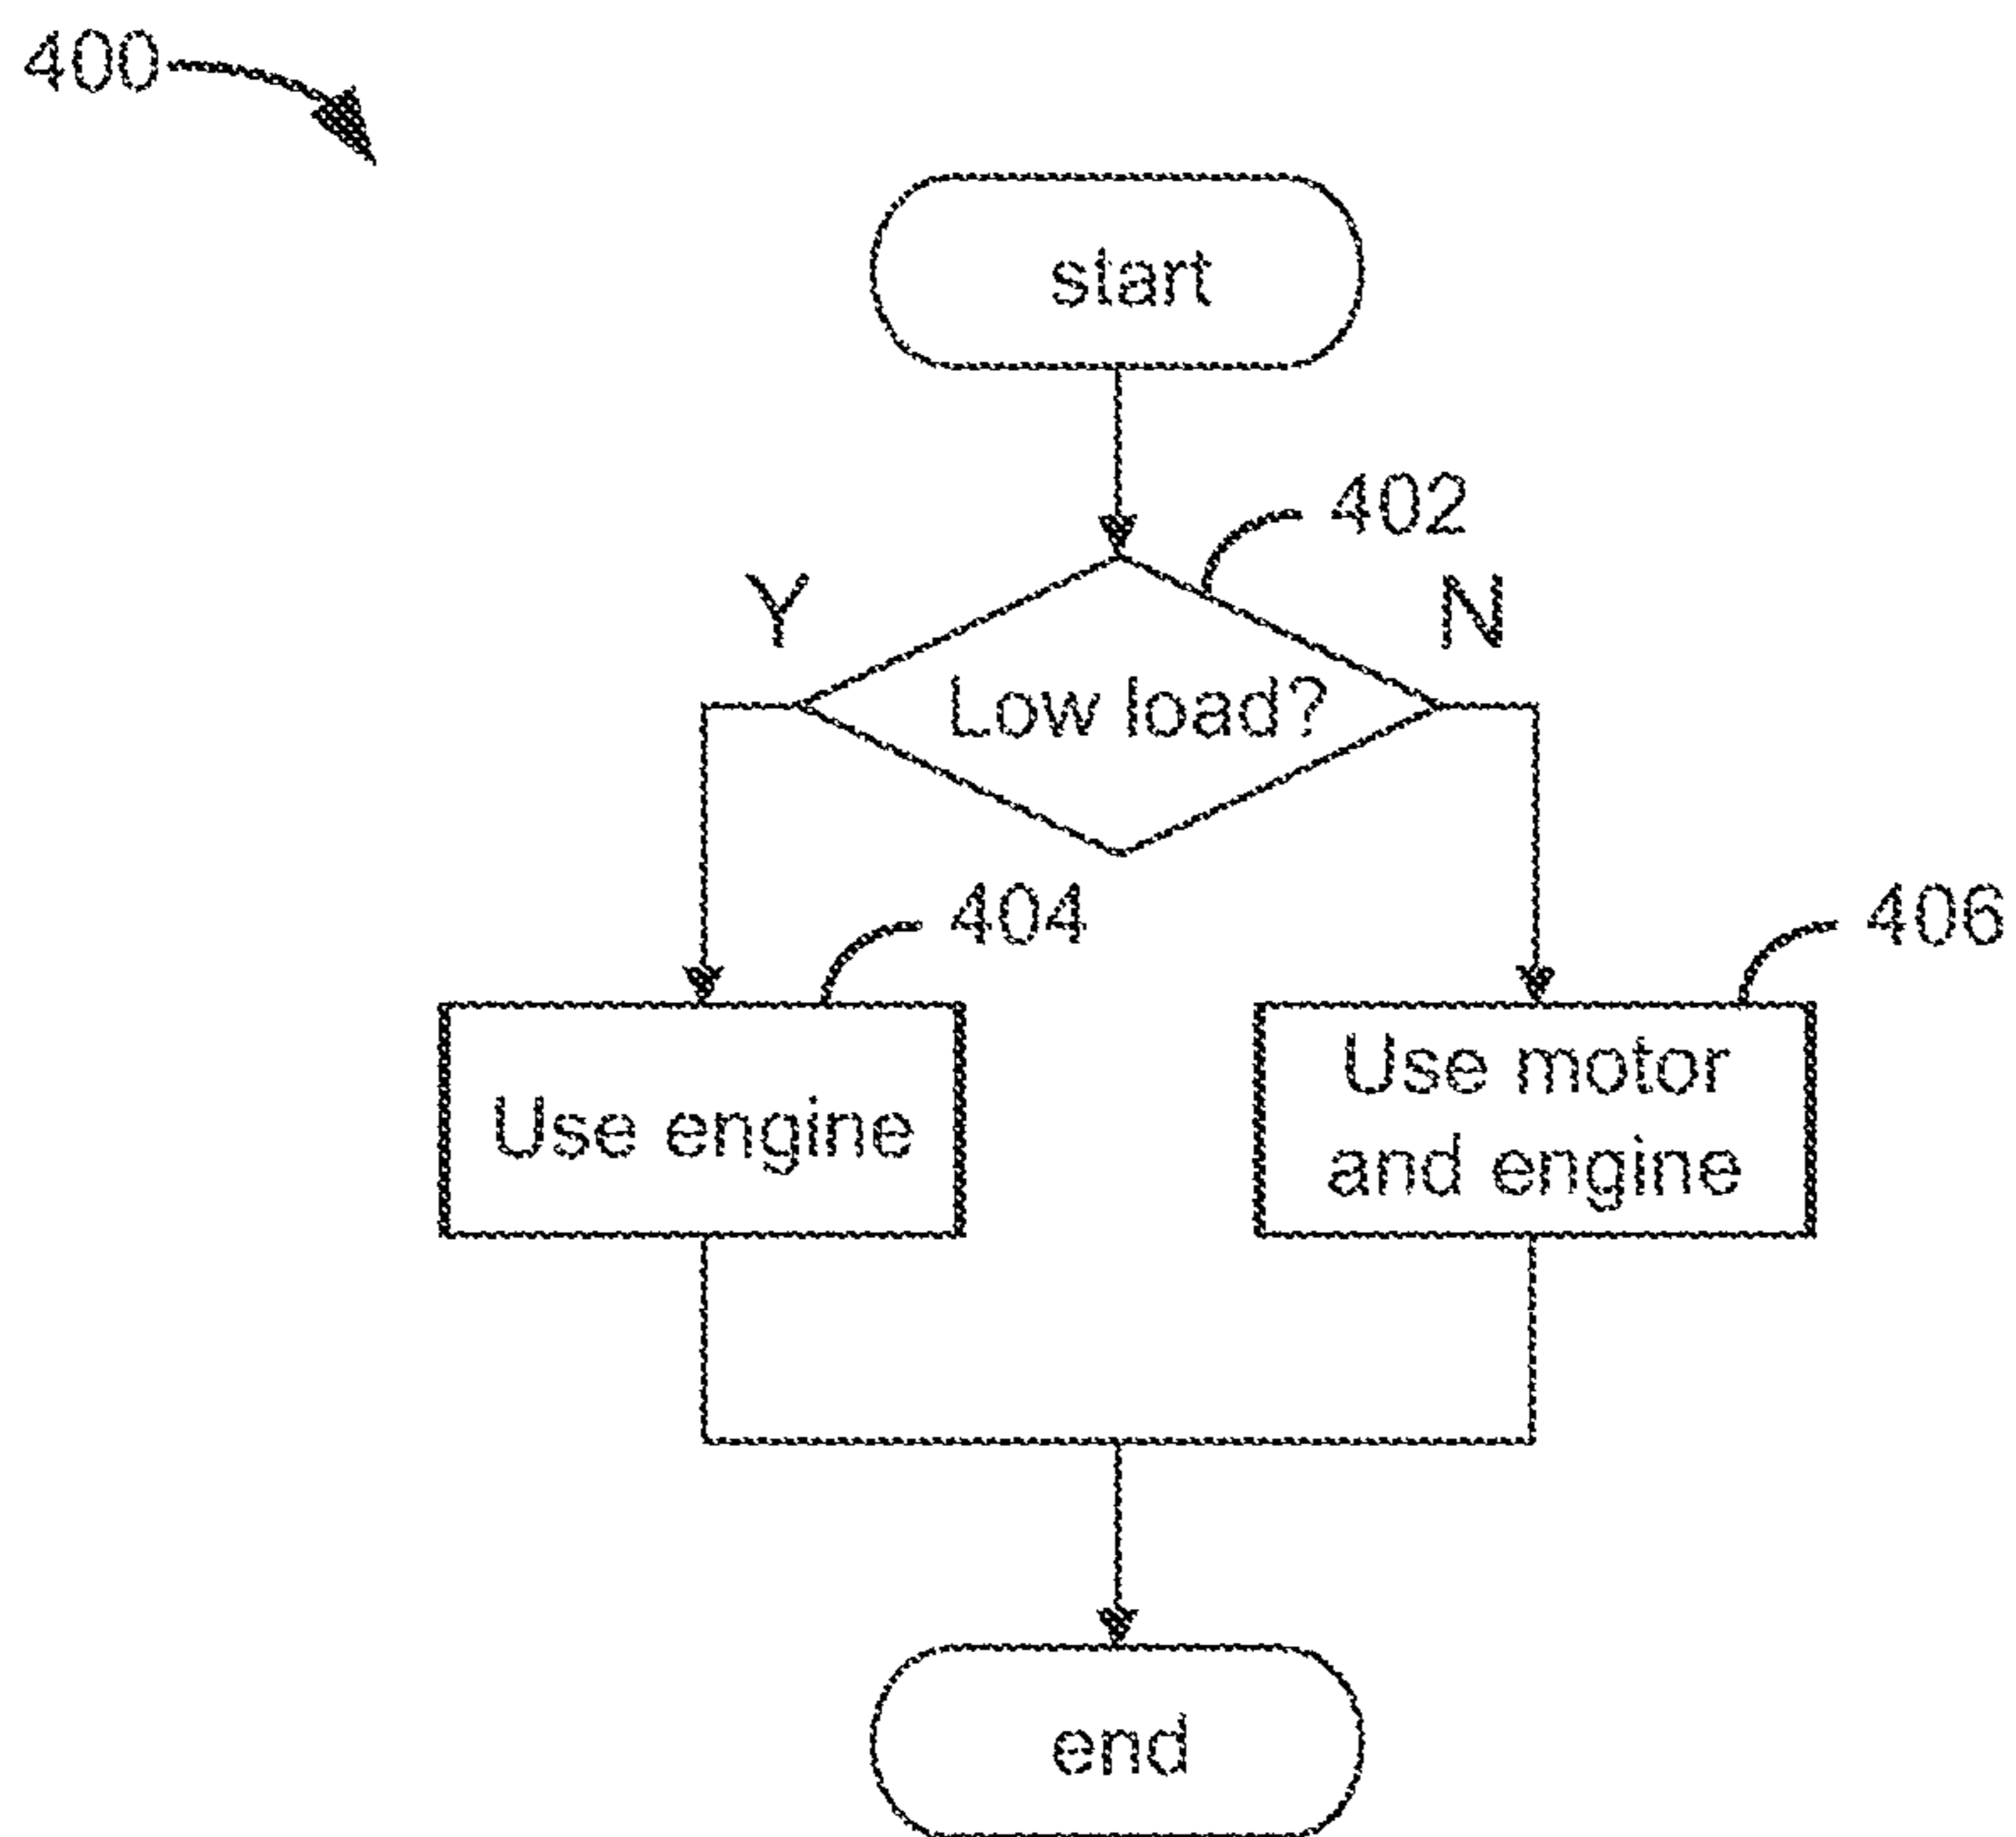 400
start
402
Y
N
Low load?
404
406
Use engine
Use motor
and engine
end